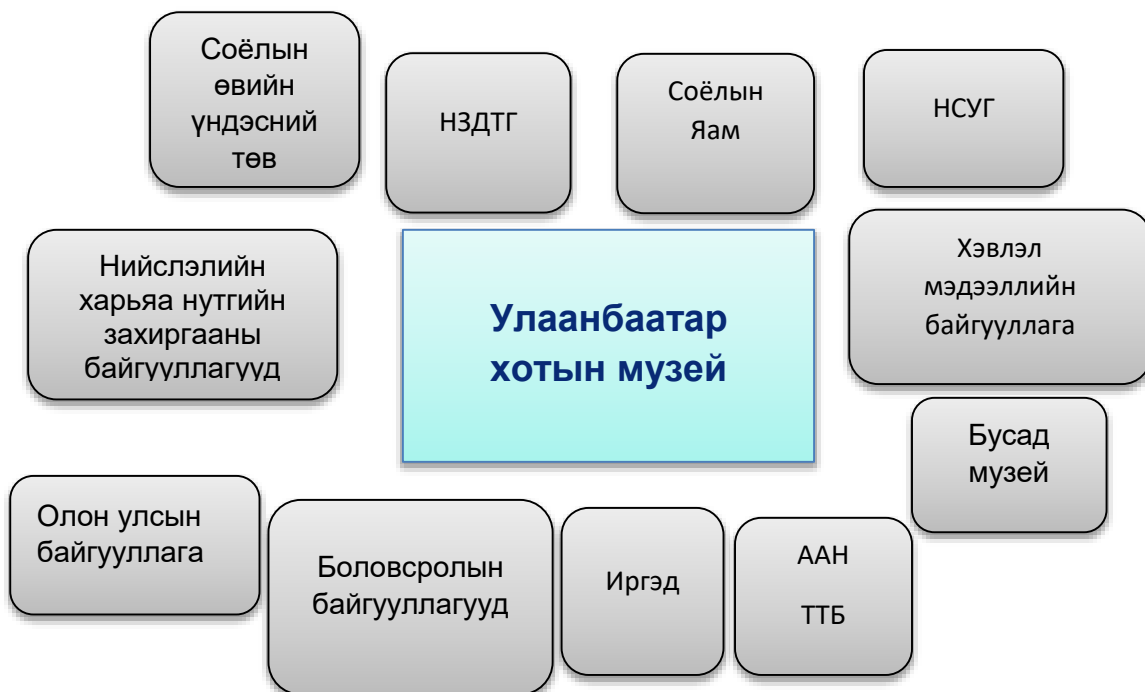 Соёлын
өвийн
үндэсний
төв
НЗДТГ
Соёлын
Яам
НСУГ
Нийслэлийн
харьяа нутгийн
захиргааны
байгууллагууд
Улаанбаатар
хотын музей
Хэвлэл
мэдээллийн
байгууллага
Бусад
музей
Олон улсын
байгууллага
Боловсролын
байгууллагууд
Иргэд
ААН
ТТБ